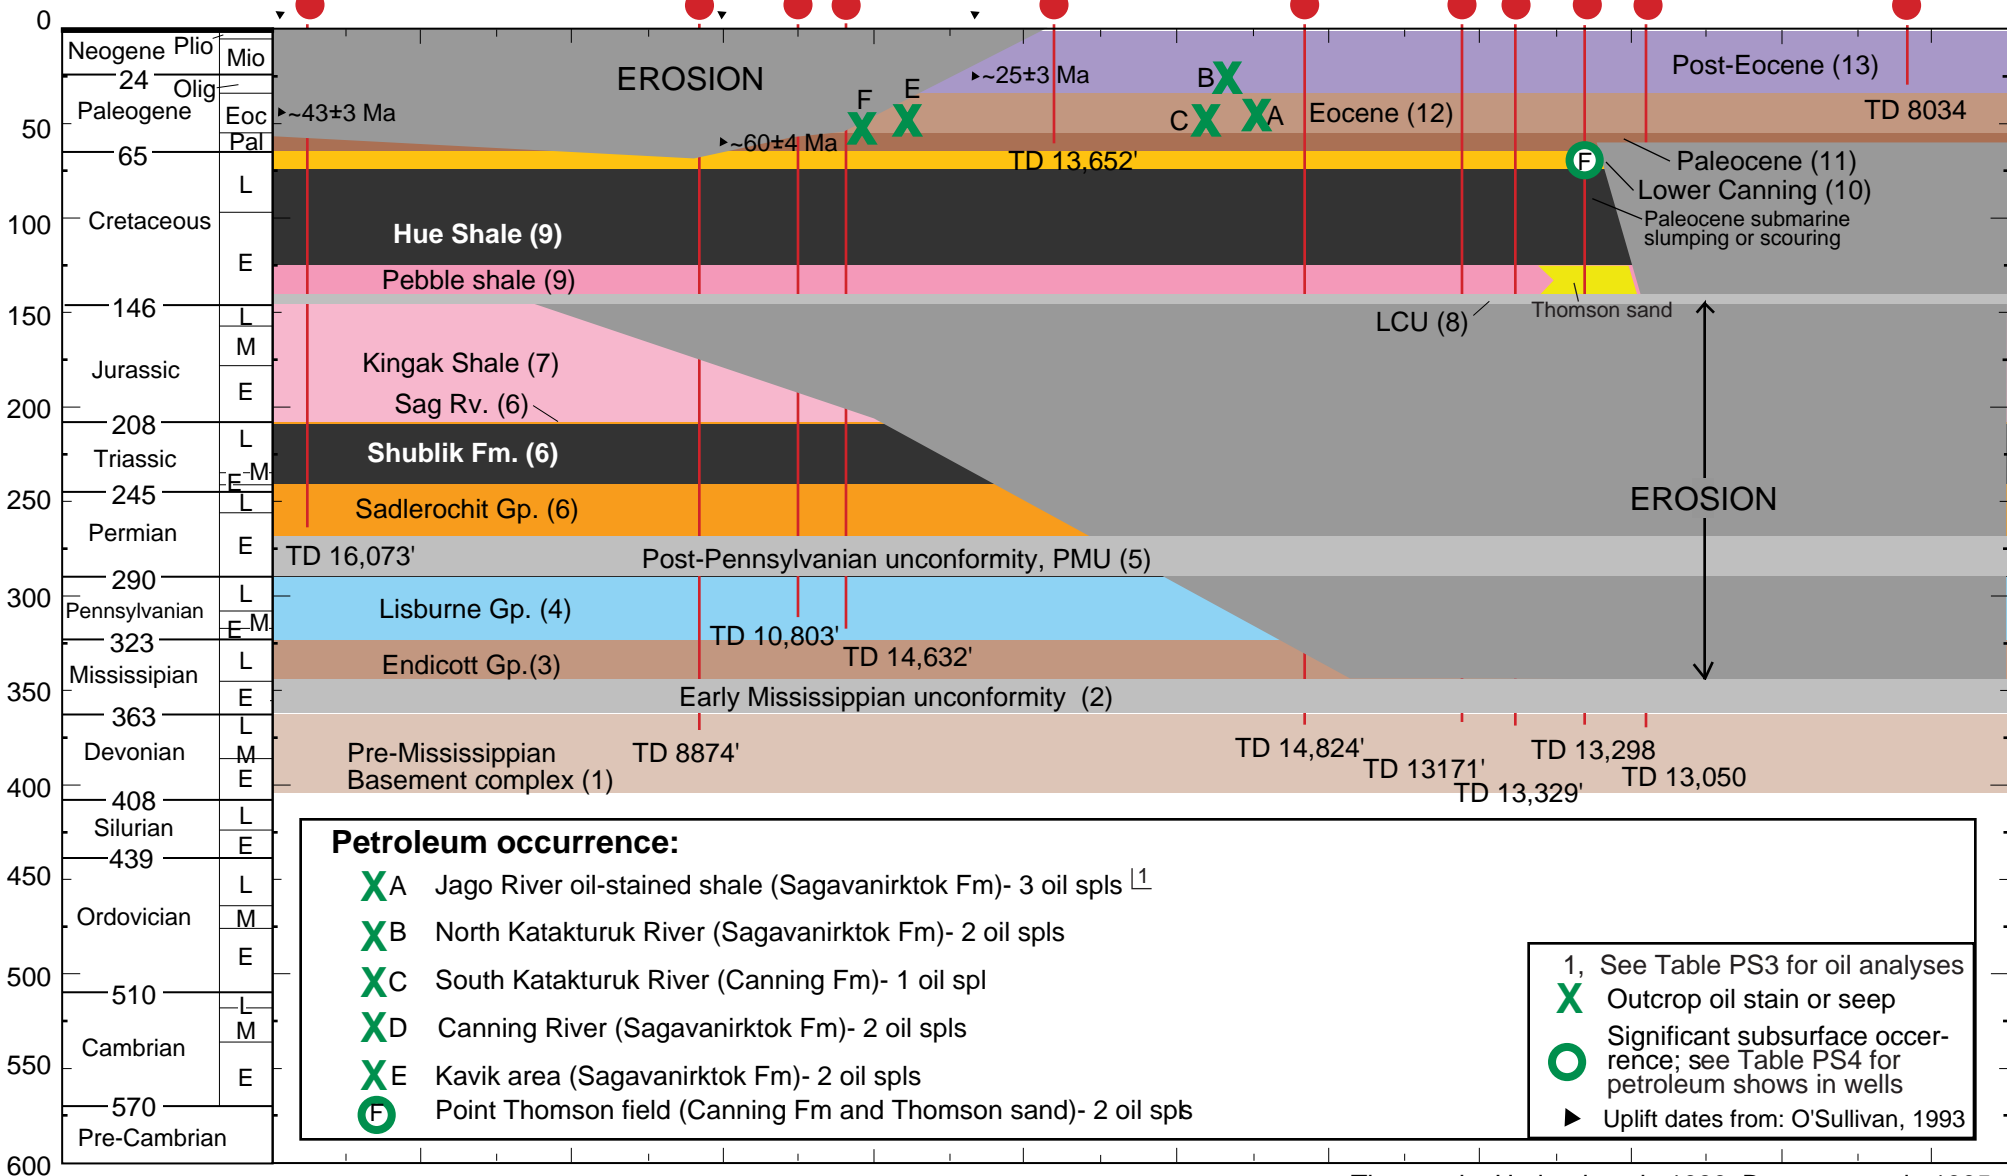 0
50
100
150
200
250
300
350
400
450
500
550
600
Neogene
Plio
Mio
24
Olig
Paleogene
Eoc
Pal
65
L
Cretaceous
E
146
L
M
Jurassic
E
208
L
Triassic
M
E
245
L
Permian
E
290
L
Pennsylvanian
M
E
323
L
Mississipian
E
363
L
Devonian
M
E
408
L
Silurian
E
439
L
Ordovician
M
E
510
L
M
Cambrian
E
570
Pre-Cambrian
EROSION
~43±3 Ma
~60±4 Ma
~25±3 Ma
F
E
B
C
A
Post-Eocene (13)
Eocene (12)
TD 8034
TD 13,652'
F
Paleocene (11)
Lower Canning (10)
Paleocene submarine
slumping or scouring
Hue Shale (9)
Pebble shale (9)
Thomson sand
LCU (8)
Kingak Shale (7)
Sag Rv. (6)
Shublik Fm. (6)
Sadlerochit Gp. (6)
EROSION
TD 16,073'
Post-Pennsylvanian unconformity, PMU (5)
Lisburne Gp. (4)
TD 10,803'
TD 14,632'
Endicott Gp.(3)
Early Mississippian unconformity (2)
Pre-Mississippian
Basement complex (1)
TD 8874'
TD 14,824'
TD 13171'
TD 13,329'
TD 13,298
TD 13,050
Petroleum occurrence:
X A Jago River oil-stained shale (Sagavanirktok Fm)- 3 oil spls 1
X B North Katakturuk River (Sagavanirktok Fm)- 2 oil spls
X C South Katakturuk River (Canning Fm)- 1 oil spl
X D Canning River (Sagavanirktok Fm)- 2 oil spls
X E Kavik area (Sagavanirktok Fm)- 2 oil spls
F Point Thomson field (Canning Fm and Thomson sand)- 2 oil spls
1, See Table PS3 for oil analyses
X Outcrop oil stain or seep
Significant subsurface occer-
rence; see Table PS4 for
petroleum shows in wells
Uplift dates from: O'Sullivan, 1993